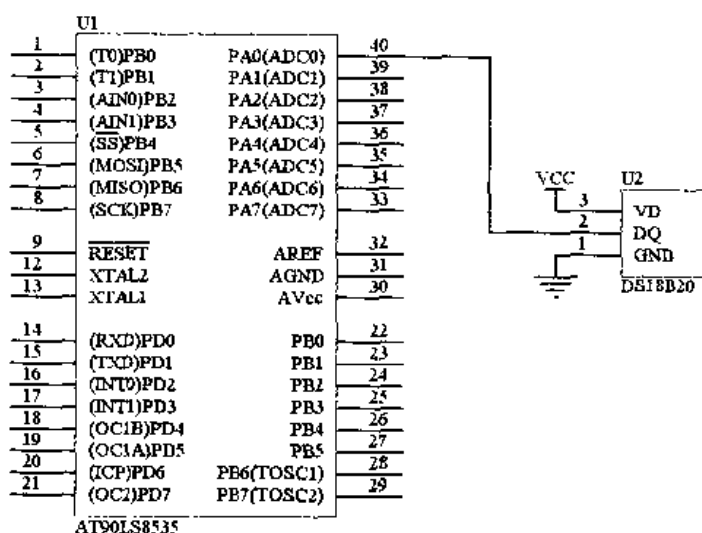 U1
1 (T0)PB0 PA0(ADC0) 40
2 (T1)PB1 PA1(ADC1) 39
3 (AIN0)PB2 PA2(ADC2) 38
4 (AIN1)PB3 PA3(ADC3) 37
5 (SS)PB4 PA4(ADC4) 36
6 (MOSI)PB5 PA5(ADC5) 35
7 (MISO)PB6 PA6(ADC6) 34
8 (SCK)PB7 PA7(ADC7) 33
9 RESET AREF 32
12 XTAL2 AGND 31
13 XTAL1 AVcc 30
14 (RXD)PD0 PB0 22
15 (TXD)PD1 PB1 23
16 (INT0)PD2 PB2 24
17 (INT1)PD3 PB3 25
18 (OC1B)PD4 PB4 26
19 (OC1A)PD5 PB5 27
20 (ICP)PD6 PB6(TOSC1) 28
21 (OC2)PD7 PB7(TOSC2) 29
AT90LS8535
VCC U2
3 VD
2 DQ
1 GND
DS18B20